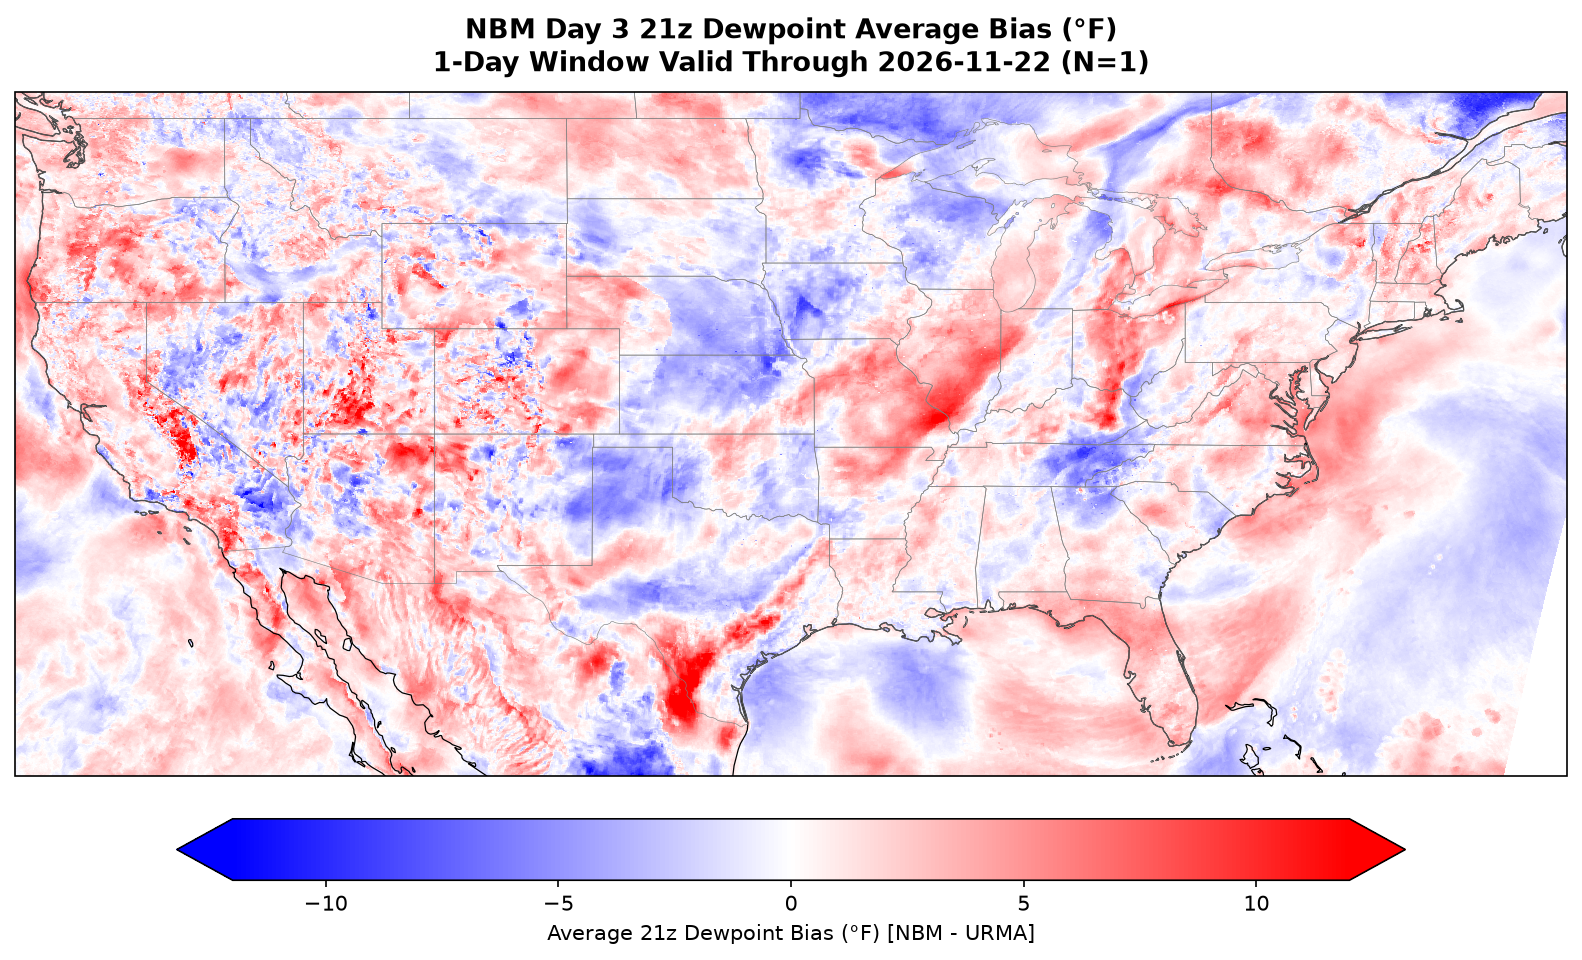 NBM Day 3 21z Dewpoint Average Bias (°F)
1-Day Window Valid Through 2026-11-22 (N=1)
−10
−5
0
5
10
Average 21z Dewpoint Bias (°F) [NBM - URMA]